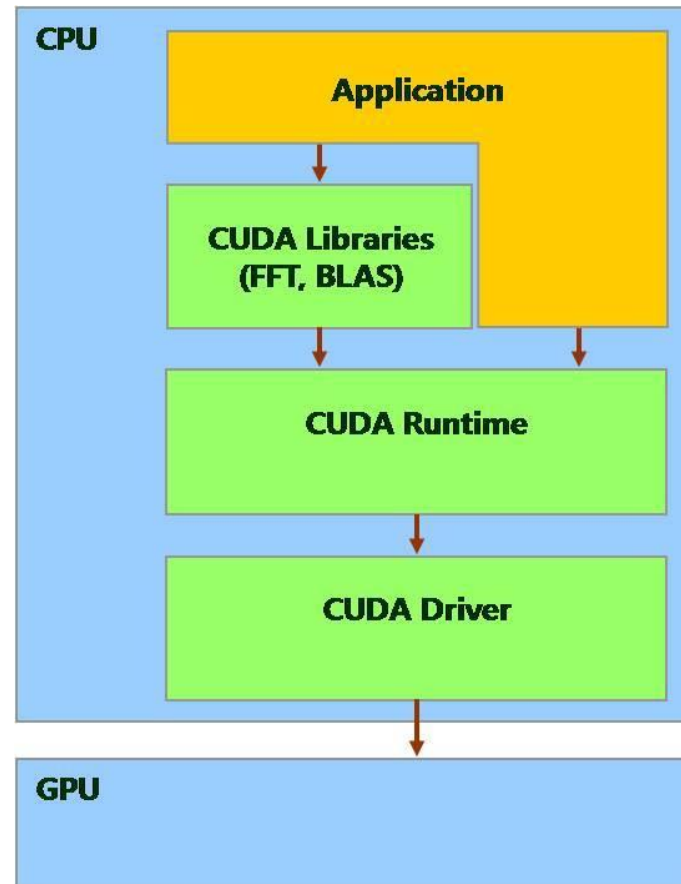 CPU
Application
CUDA Libraries
(FFT, BLAS)
CUDA Runtime
CUDA Driver
GPU